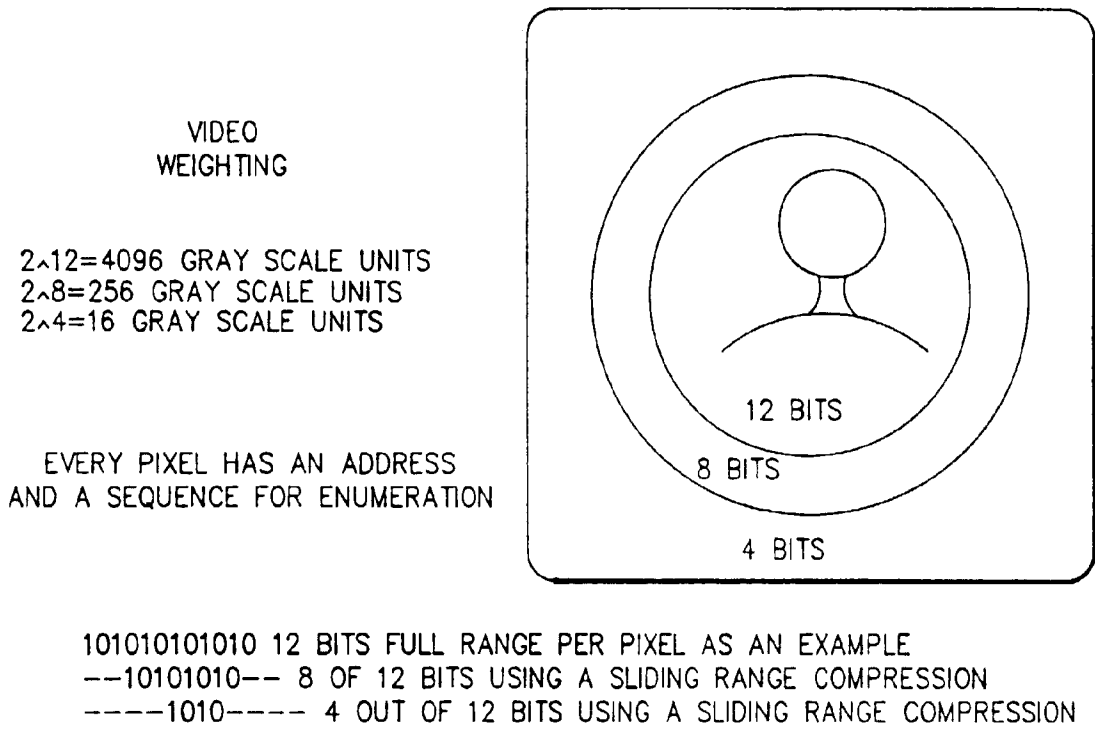 VIDEO
WEIGHTING
2^12=4096 GRAY SCALE UNITS
2^8=256 GRAY SCALE UNITS
2^4=16 GRAY SCALE UNITS
EVERY PIXEL HAS AN ADDRESS
AND A SEQUENCE FOR ENUMERATION
12 BITS
8 BITS
4 BITS
101010101010 12 BITS FULL RANGE PER PIXEL AS AN EXAMPLE
--10101010-- 8 OF 12 BITS USING A SLIDING RANGE COMPRESSION
----1010---- 4 OUT OF 12 BITS USING A SLIDING RANGE COMPRESSION